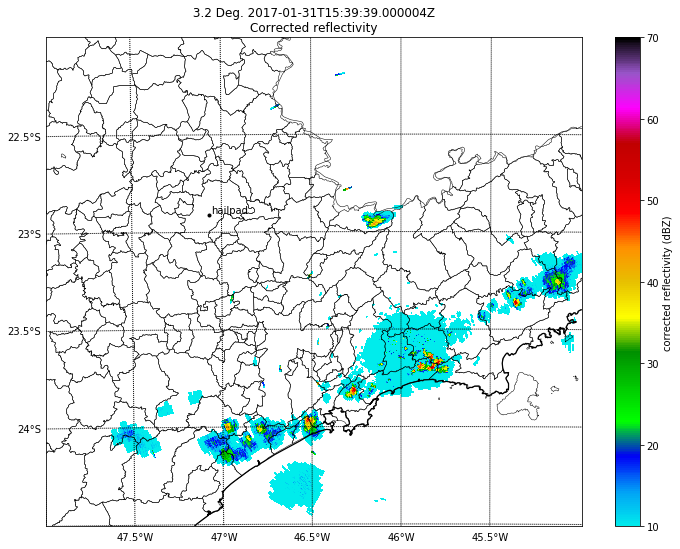 3.2 Deg. 2017-01-31T15:39:39.000004Z
Corrected reflectivity
70
60
50
40
30
20
10
corrected reflectivity (dBZ)
22.5°S
23°S
23.5°S
24°S
hailpad
47.5°W
47°W
46.5°W
46°W
45.5°W